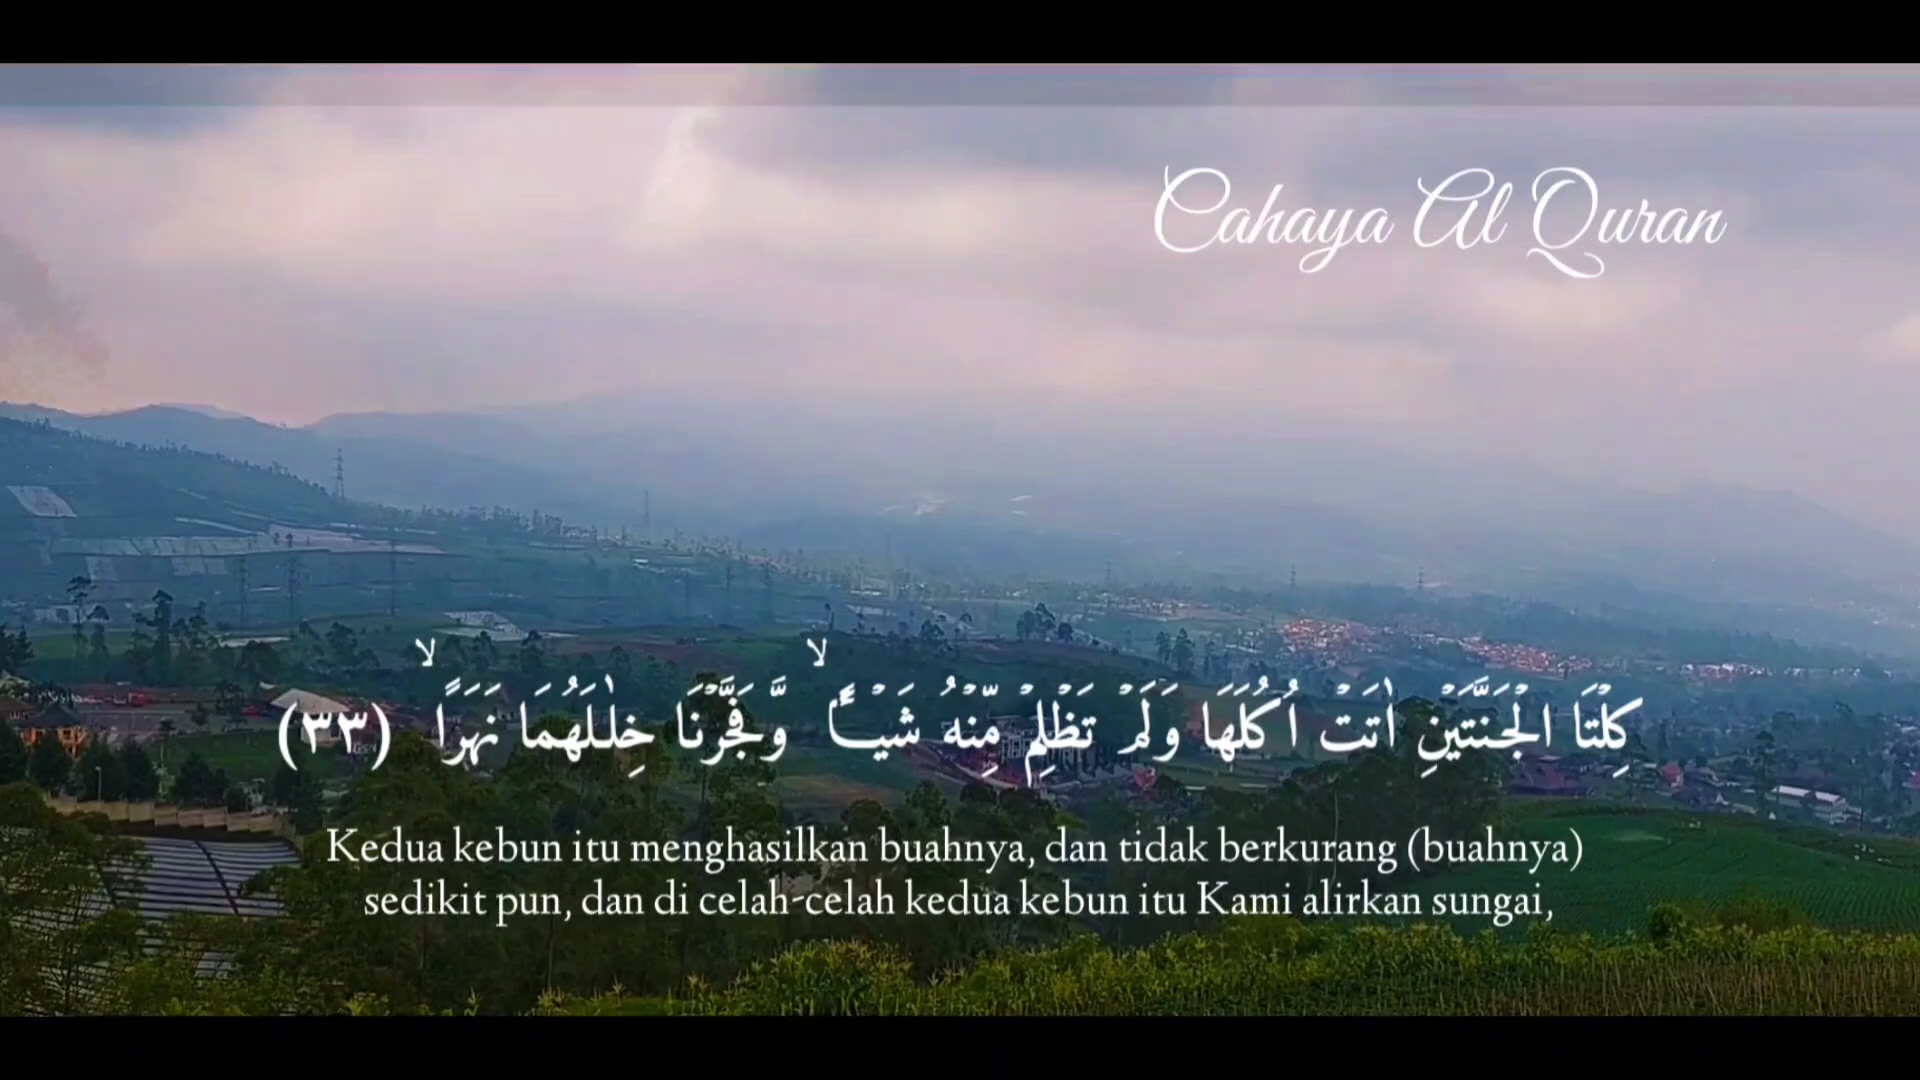 Cahaya Al Quran
كِلْتَا الْجَنَّتَيْنِ اٰتَتْ اُكُلَهَا وَلَمْ تَظْلِمْ مِّنْهُ شَيْـًٔاۙ وَّفَجَّرْنَا خِلٰلَهُمَا نَهَرًاۙ (٣٣)
Kedua kebun itu menghasilkan buahnya, dan tidak berkurang (buahnya)
sedikit pun, dan di celah-celah kedua kebun itu Kami alirkan sungai,